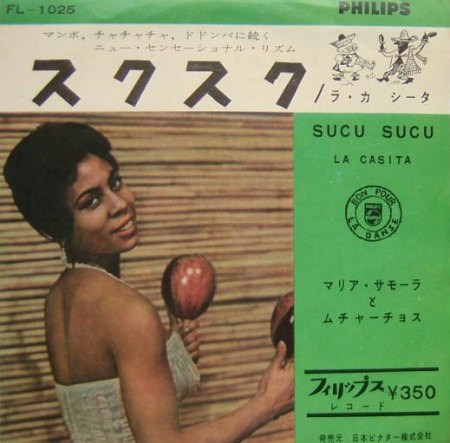 FL-1025
PHILIPS
マンボ, チャチャチャ, ドドンパに続く
ニュー・センセーショナル・リズム
スクスク/ラ・カ シータ
SUCU SUCU
LA CASITA
BON POUR
PHILIPS
LA DANSE
マリア・サモーラ
と
ムチャーチョス
フィリップス ¥350
レコード
発売元 日本ビクター株式会社